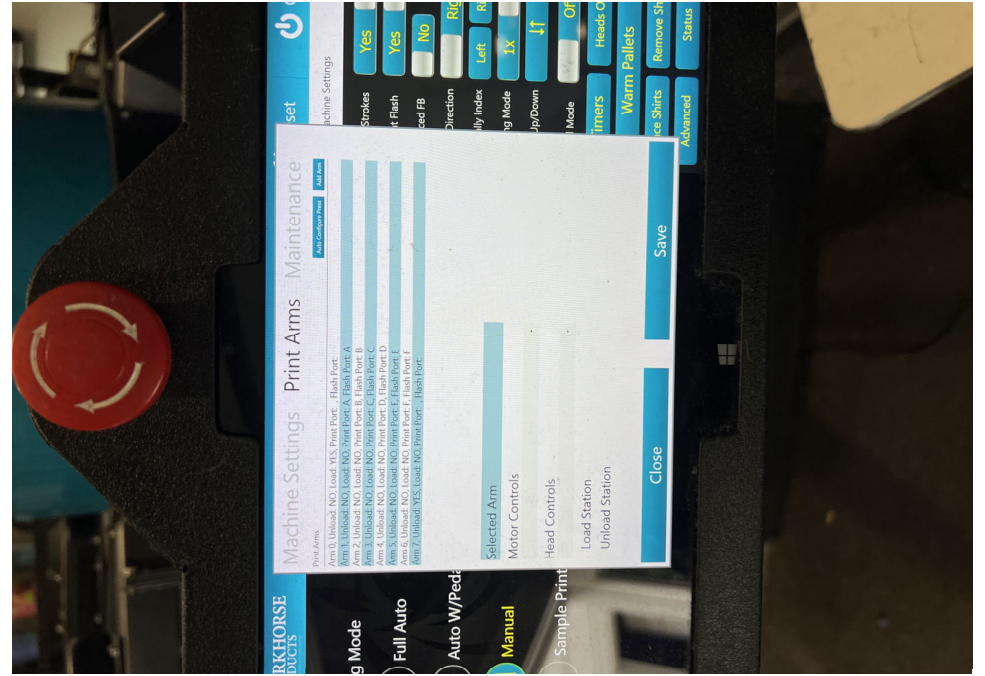 RKHORSE
DUCTS
set
g Mode
Full Auto
Auto W/Peda
Manual
Sample Print
Machine Settings Print Arms Maintenance
Print Arms
Auto Configure Press
Add Arm
Arm 0, Unload: NO, Load: YES, Print Port: , Flash Port:
Arm 1, Unload: NO, Load: NO, Print Port: A, Flash Port: A
Arm 2, Unload: NO, Load: NO, Print Port: B, Flash Port: B
Arm 3, Unload: NO, Load: NO, Print Port: C, Flash Port: C
Arm 4, Unload: NO, Load: NO, Print Port: D, Flash Port: D
Arm 5, Unload: NO, Load: NO, Print Port: E, Flash Port: E
Arm 6, Unload: NO, Load: NO, Print Port: F, Flash Port: F
Arm 7, Unload: YES, Load: NO, Print Port: , Flash Port:
Selected Arm
Motor Controls
Head Controls
Load Station
Unload Station
Close
Save
achine Settings
Strokes Yes
t Flash Yes
ced FB No
Direction Rig
lly Index Left Ri
ng Mode 1x
Up/Down
l Mode Of
imers Heads O
Warm Pallets
ce Shirts Remove Sh
Advanced Status